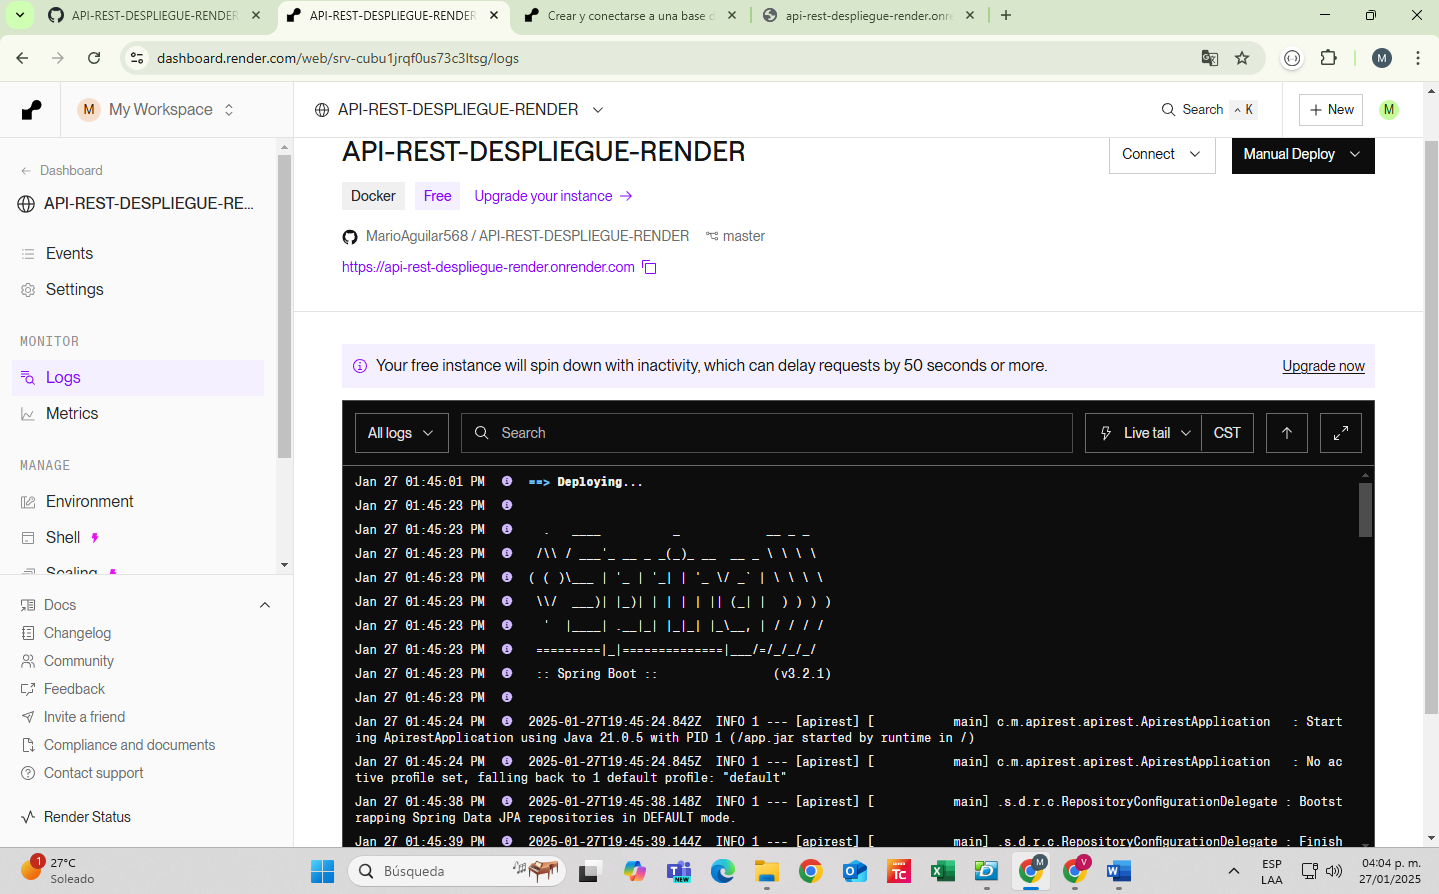 API-REST-DESPLIEGUE-RENDER
API-REST-DESPLIEGUE-RENDER
Crear y conectarse a una base d
api-rest-despliegue-render.onre
dashboard.render.com/web/srv-cubu1jrqf0us73c3ltsg/logs
M
M My Workspace
API-REST-DESPLIEGUE-RENDER
Search K
+ New
M
Dashboard
API-REST-DESPLIEGUE-RE...
Events
Settings
MONITOR
Logs
Metrics
MANAGE
Environment
Shell
Scaling
Docs
Changelog
Community
Feedback
Invite a friend
Compliance and documents
Contact support
Render Status
API-REST-DESPLIEGUE-RENDER
Connect
Manual Deploy
Docker Free Upgrade your instance →
MarioAguilar568 / API-REST-DESPLIEGUE-RENDER master
https://api-rest-despliegue-render.onrender.com
Your free instance will spin down with inactivity, which can delay requests by 50 seconds or more.
Upgrade now
All logs
Search
Live tail
CST
Jan 27 01:45:01 PM ==> Deploying...
Jan 27 01:45:23 PM
Jan 27 01:45:23 PM   .   ____          _            __ _ _
Jan 27 01:45:23 PM  /\\ / ___'_ __ _ _(_)_ __  __ _ \ \ \ \
Jan 27 01:45:23 PM ( ( )\___ | '_ | '_| | '_ \/ _` | \ \ \ \
Jan 27 01:45:23 PM  \\/  ___)| |_)| | | | | || (_| |  ) ) ) )
Jan 27 01:45:23 PM   '  |____| .__|_| |_|_| |_\__, | / / / /
Jan 27 01:45:23 PM  =========|_|==============|___/=/_/_/_/
Jan 27 01:45:23 PM  :: Spring Boot ::                (v3.2.1)
Jan 27 01:45:23 PM
Jan 27 01:45:24 PM 2025-01-27T19:45:24.842Z INFO 1 --- [apirest] [           main] c.m.apirest.apirest.ApirestApplication   : Start
ing ApirestApplication using Java 21.0.5 with PID 1 (/app.jar started by runtime in /)
Jan 27 01:45:24 PM 2025-01-27T19:45:24.845Z INFO 1 --- [apirest] [           main] c.m.apirest.apirest.ApirestApplication   : No ac
tive profile set, falling back to 1 default profile: "default"
Jan 27 01:45:38 PM 2025-01-27T19:45:38.148Z INFO 1 --- [apirest] [           main] .s.d.r.c.RepositoryConfigurationDelegate : Bootst
rapping Spring Data JPA repositories in DEFAULT mode.
Jan 27 01:45:39 PM 2025-01-27T19:45:39.144Z INFO 1 --- [apirest] [           main] .s.d.r.c.RepositoryConfigurationDelegate : Finish
1
27°C
Soleado
Búsqueda
NEW
Tc
M
V
ESP
LAA
04:04 p. m.
27/01/2025